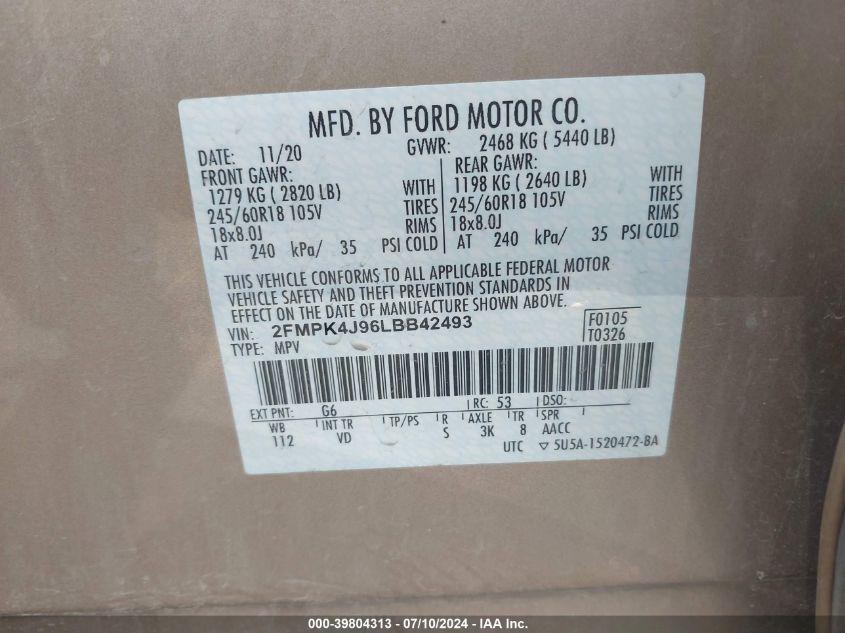 MFD. BY FORD MOTOR CO.
DATE: 11/20 GVWR: 2468 KG ( 5440 LB)
FRONT GAWR: REAR GAWR:
1279 KG ( 2820 LB) WITH 1198 KG ( 2640 LB) WITH
245/60R18 105V TIRES 245/60R18 105V TIRES
18x8.0J RIMS 18x8.0J RIMS
AT 240 kPa/ 35 PSI COLD AT 240 kPa/ 35 PSI COLD
THIS VEHICLE CONFORMS TO ALL APPLICABLE FEDERAL MOTOR
VEHICLE SAFETY AND THEFT PREVENTION STANDARDS IN
EFFECT ON THE DATE OF MANUFACTURE SHOWN ABOVE.
VIN: 2FMPK4J96LBB42493 F0105
TYPE: MPV T0326
EXT PNT: G6 RC: 53 DSO:
WB INT TR TP/PS R AXLE TR SPR
112 VD S 3K 8 AACC
UTC ▽ 5U5A-1520472-BA
000-39804313 - 07/10/2024 - IAA Inc.